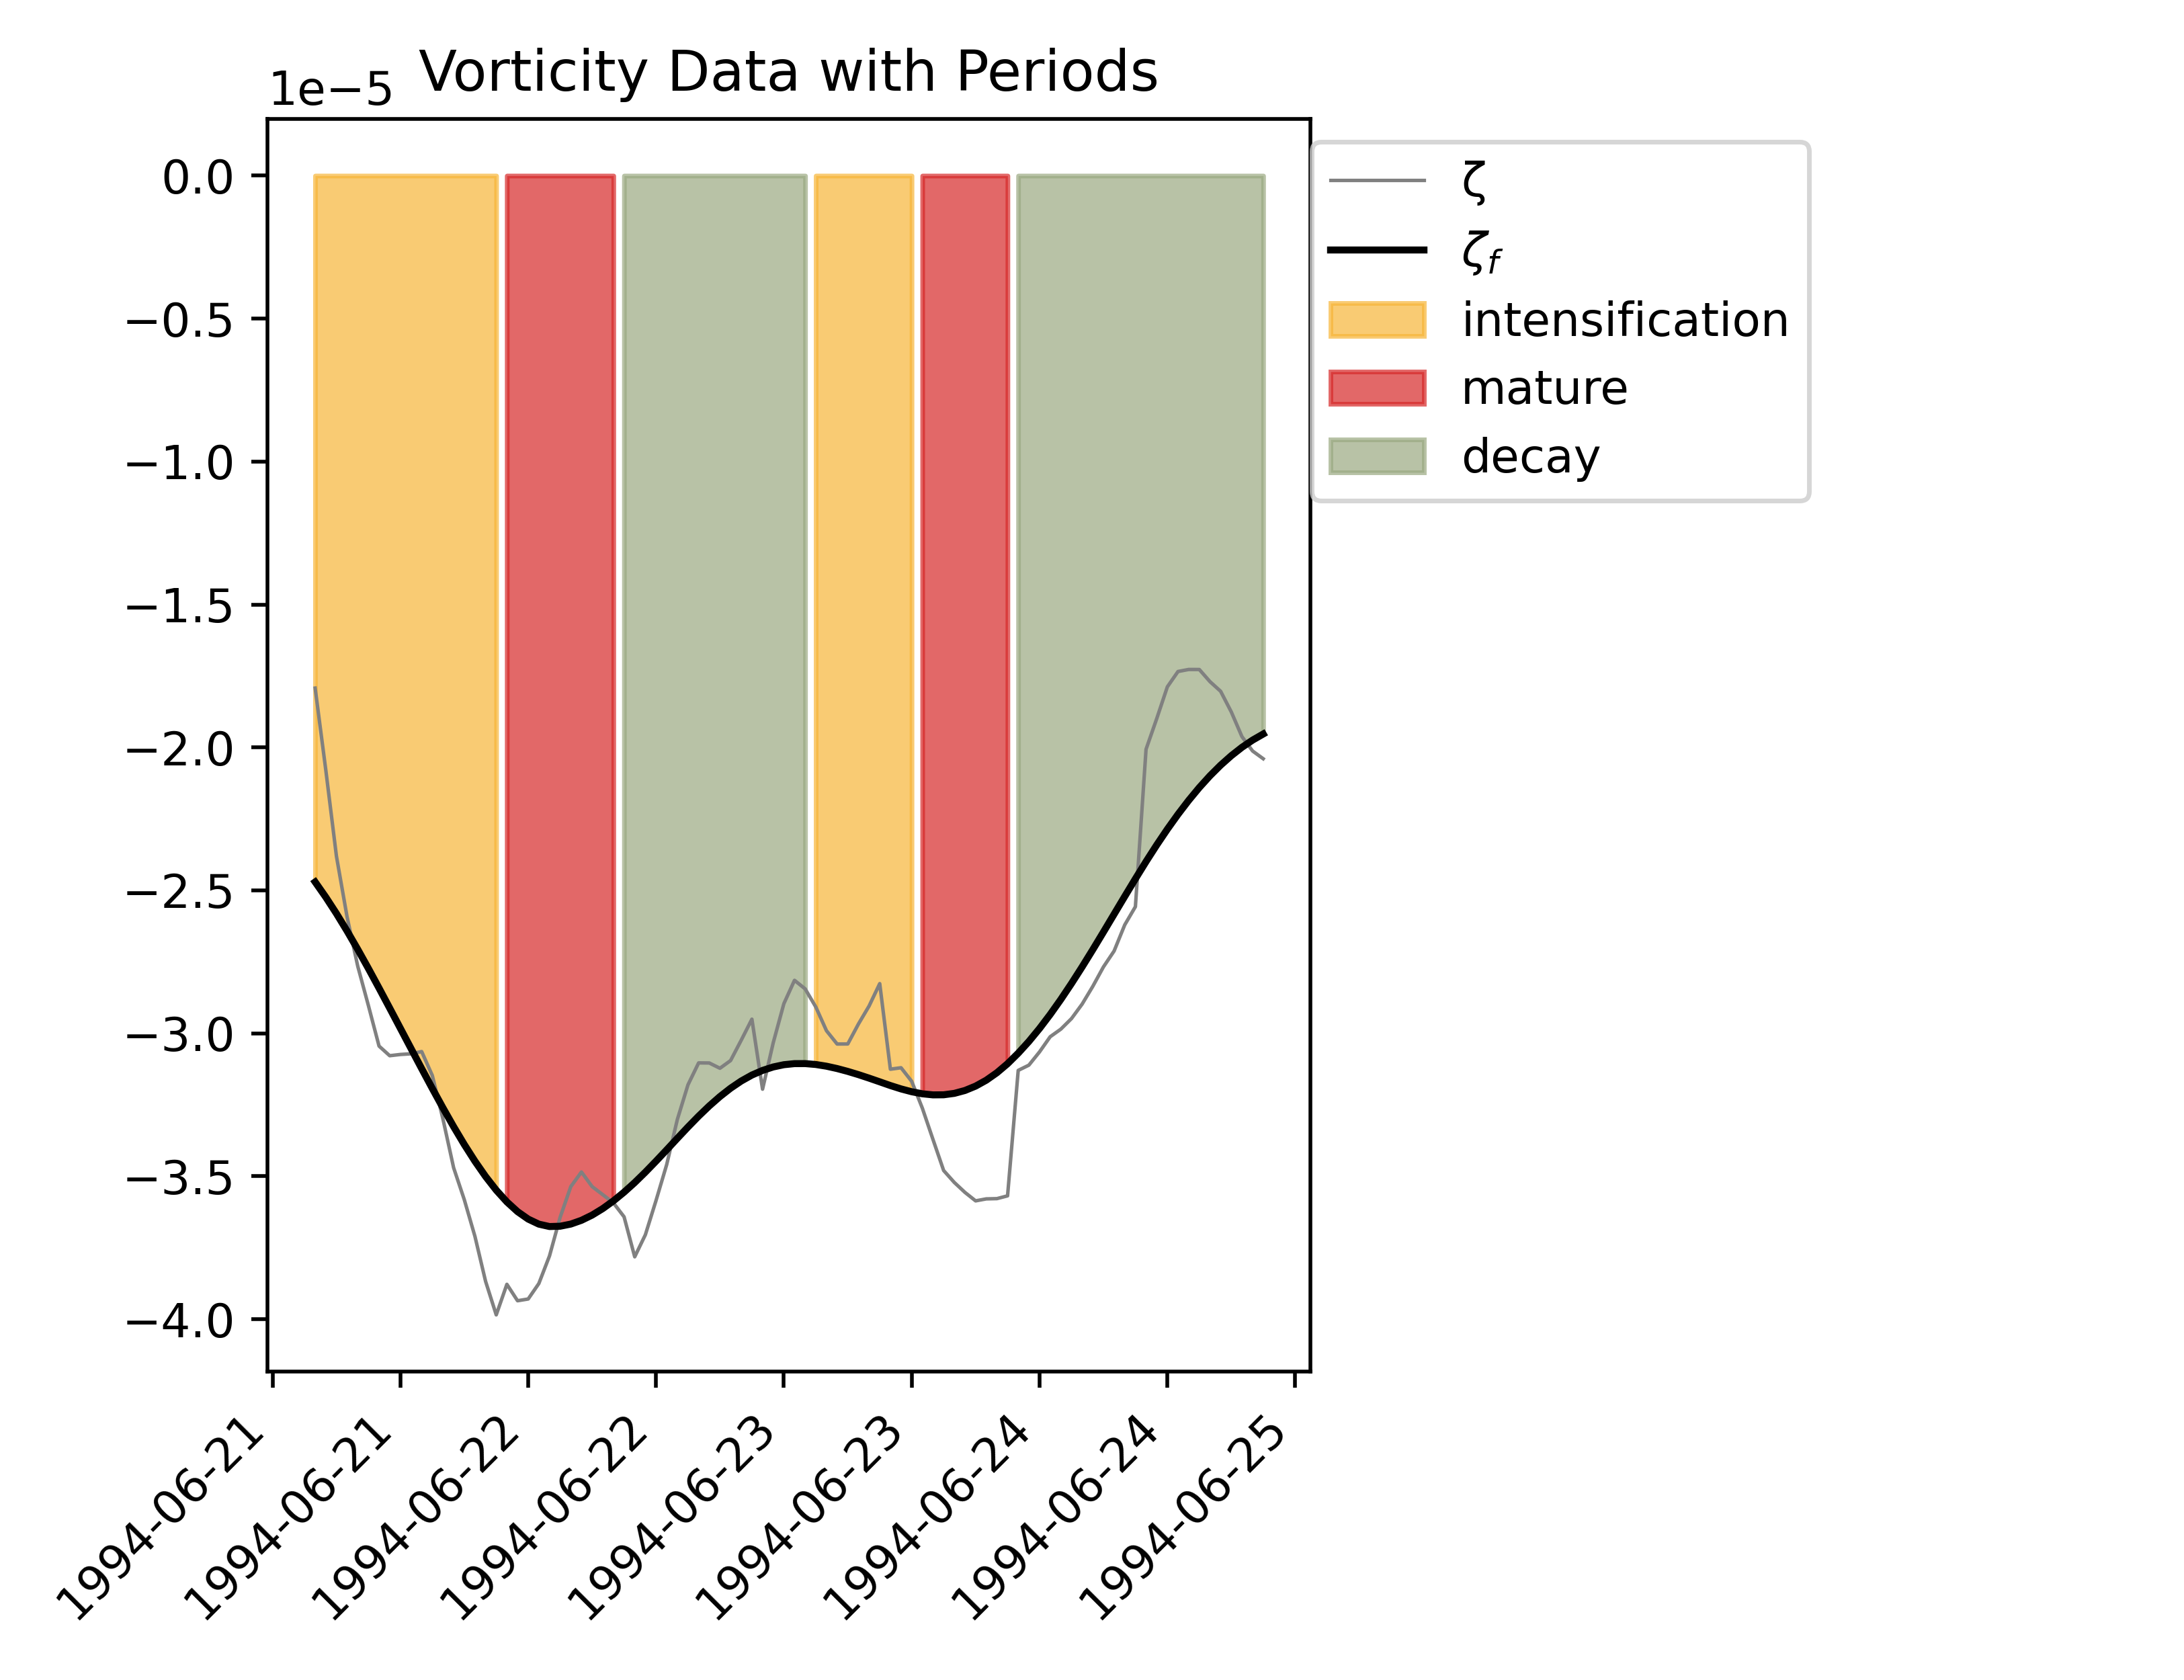 Vorticity Data with Periods
1e−5
0.0
−0.5
−1.0
−1.5
−2.0
−2.5
−3.0
−3.5
−4.0
1994-06-21
1994-06-21
1994-06-22
1994-06-22
1994-06-23
1994-06-23
1994-06-24
1994-06-24
1994-06-25
ζ
ζf
intensification
mature
decay